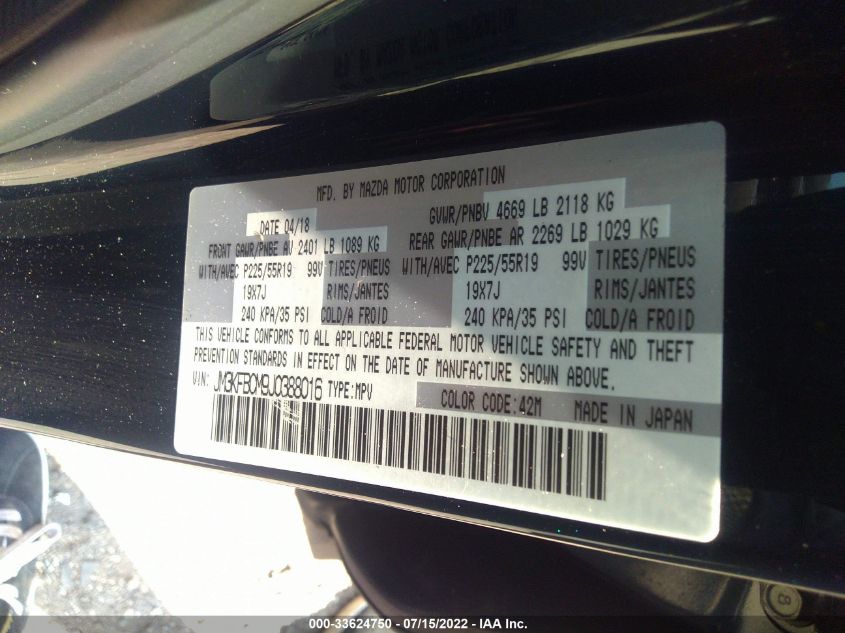 MFD. BY MAZDA MOTOR CORPORATION
DATE 04/18 GVWR/PNBV 4669 LB 2118 KG
FRONT GAWR/PNBE AV 2401 LB 1089 KG REAR GAWR/PNBE AR 2269 LB 1029 KG
WITH/AVEC P225/55R19 99V TIRES/PNEUS WITH/AVEC P225/55R19 99V TIRES/PNEUS
19X7J RIMS/JANTES 19X7J RIMS/JANTES
240 KPA/35 PSI COLD/A FROID 240 KPA/35 PSI COLD/A FROID
THIS VEHICLE CONFORMS TO ALL APPLICABLE FEDERAL MOTOR VEHICLE SAFETY AND THEFT
PREVENTION STANDARDS IN EFFECT ON THE DATE OF MANUFACTURE SHOWN ABOVE.
VIN: JM3KFBCM9J0388016 TYPE:MPV
COLOR CODE:42M MADE IN JAPAN
8
000-33624750 - 07/15/2022 - IAA Inc.